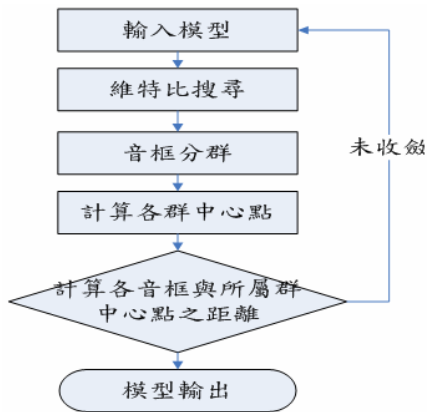 輸入模型
維特比搜尋
音框分群
未收斂
計算各群中心點
計算各音框與所屬群
中心點之距離
模型輸出